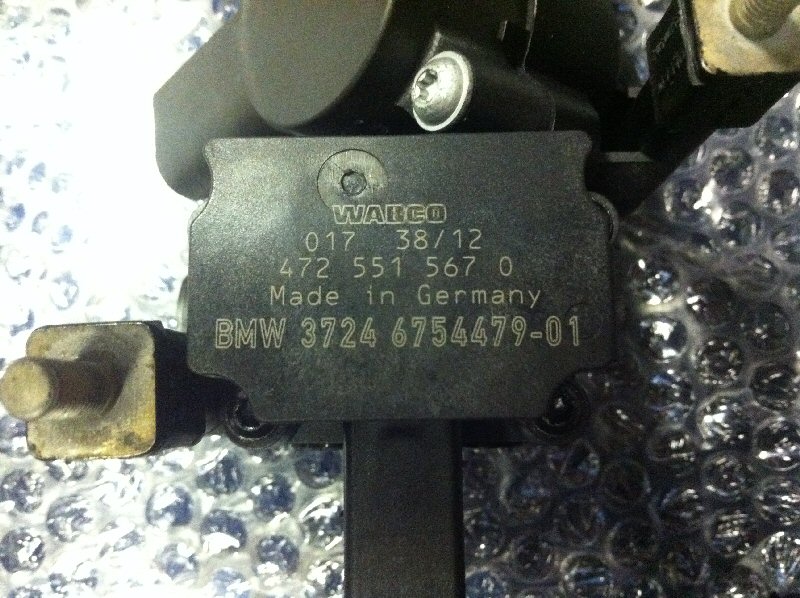 WABCO
017 38/12
472 551 567 0
Made in Germany
BMW 3724 6754479-01